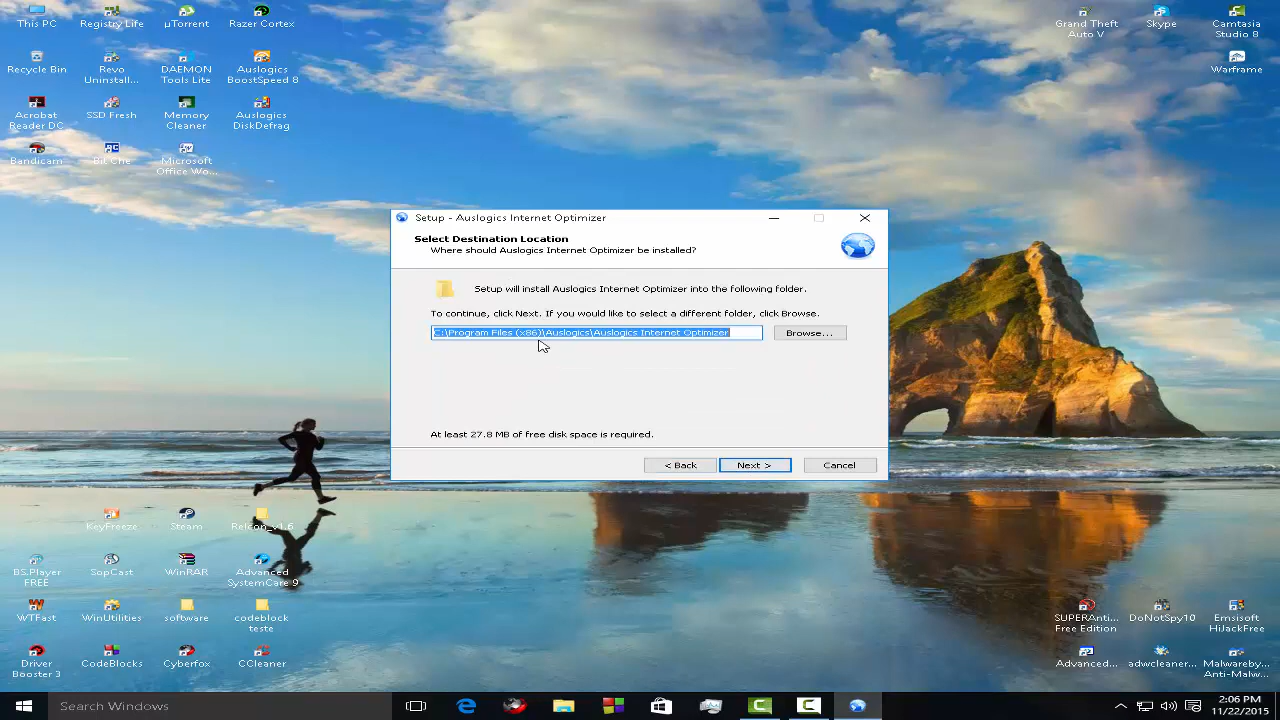 This PC
Registry Life
µTorrent
Razer Cortex
Grand Theft
Auto V
Skype
Camtasia
Studio 8
Recycle Bin
Revo
Uninstall...
DAEMON
Tools Lite
Auslogics
BoostSpeed 8
Warframe
Acrobat
Reader DC
SSD Fresh
Memory
Cleaner
Auslogics
DiskDefrag
Bandicam
Bit Che
Microsoft
Office Wo...
Setup - Auslogics Internet Optimizer
Select Destination Location
Where should Auslogics Internet Optimizer be installed?
Setup will install Auslogics Internet Optimizer into the following folder.
To continue, click Next. If you would like to select a different folder, click Browse.
C:\Program Files (x86)\Auslogics\Auslogics Internet Optimizer
Browse...
At least 27.8 MB of free disk space is required.
< Back
Next >
Cancel
KeyFreeze
Steam
Relcon_v1.6
BS.Player
FREE
SopCast
WinRAR
Advanced
SystemCare 9
WTFast
WinUtilities
software
codeblock
teste
SUPERAnti...
Free Edition
DoNotSpy10
Emsisoft
HiJackFree
Driver
Booster 3
CodeBlocks
Cyberfox
CCleaner
Advanced...
adwcleaner...
Malwareby...
Anti-Malw...
Search Windows
2:06 PM
11/22/2015